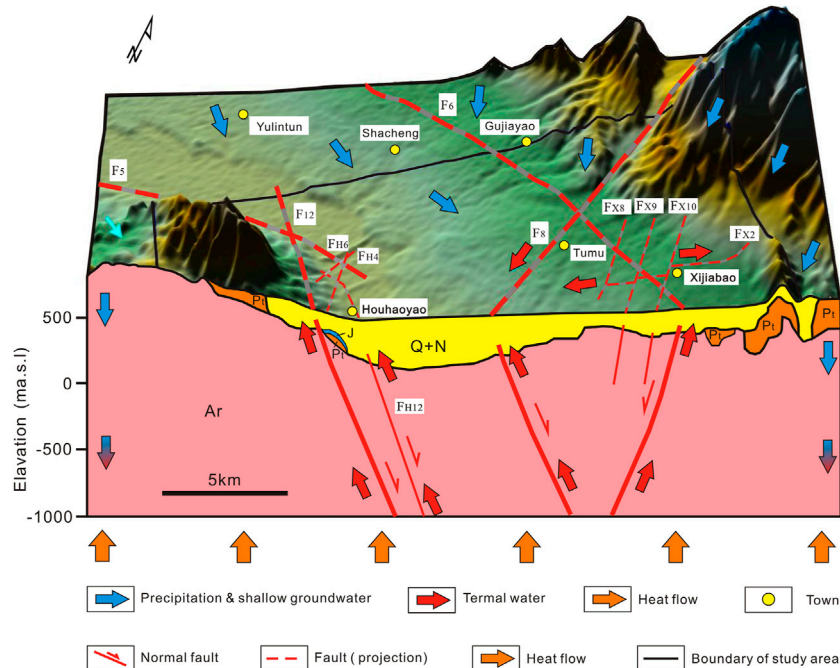 N
Yulintun
Shacheng
Gujiayao
F6
F5
F12
FX8
FX9
FX10
FH6
FH4
F8
FX2
Tumu
Xijiabao
Houhaoyao
Pt
J
Pt
Q+N
Pt
Pt
Pt
Ar
FH12
5km
Elavation (ma.s.l)
500
0
-500
-1000
Precipitation & shallow groundwater
Termal water
Heat flow
Town
Normal fault
Fault ( projection)
Heat flow
Boundary of study area